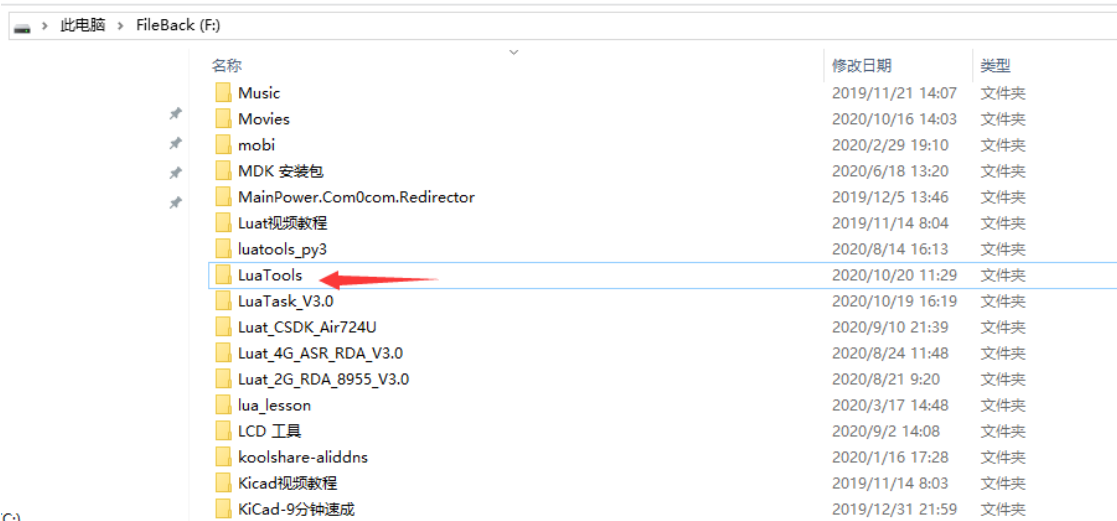 › 此电脑 › FileBack (F:)
名称 修改日期 类型
Music 2019/11/21 14:07 文件夹
Movies 2020/10/16 14:03 文件夹
mobi 2020/2/29 19:10 文件夹
MDK 安装包 2020/6/18 13:20 文件夹
MainPower.Com0com.Redirector 2019/12/5 13:46 文件夹
Luat视频教程 2019/11/14 8:04 文件夹
luatools_py3 2020/8/14 16:13 文件夹
LuaTools 2020/10/20 11:29 文件夹
LuaTask_V3.0 2020/10/19 16:19 文件夹
Luat_CSDK_Air724U 2020/9/10 21:39 文件夹
Luat_4G_ASR_RDA_V3.0 2020/8/24 11:48 文件夹
Luat_2G_RDA_8955_V3.0 2020/8/21 9:20 文件夹
lua_lesson 2020/3/17 14:48 文件夹
LCD 工具 2020/9/2 14:08 文件夹
koolshare-aliddns 2020/1/16 17:28 文件夹
Kicad视频教程 2019/11/14 8:03 文件夹
KiCad-9分钟速成 2019/12/31 21:59 文件夹
(C:)